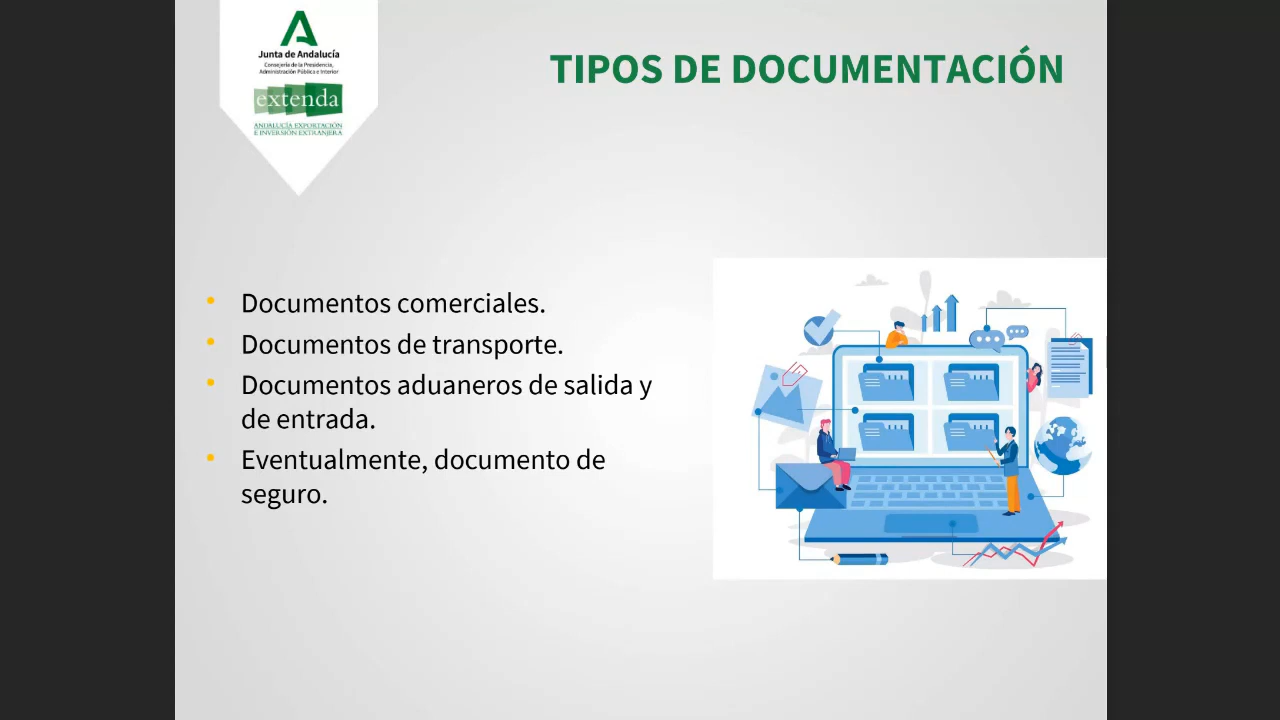 Junta de Andalucía
Consejería de la Presidencia,
Administración Pública e Interior
extenda
ANDALUCÍA EXPORTACIÓN
E INVERSIÓN EXTRANJERA
TIPOS DE DOCUMENTACIÓN
• Documentos comerciales.
• Documentos de transporte.
• Documentos aduaneros de salida y
de entrada.
• Eventualmente, documento de
seguro.